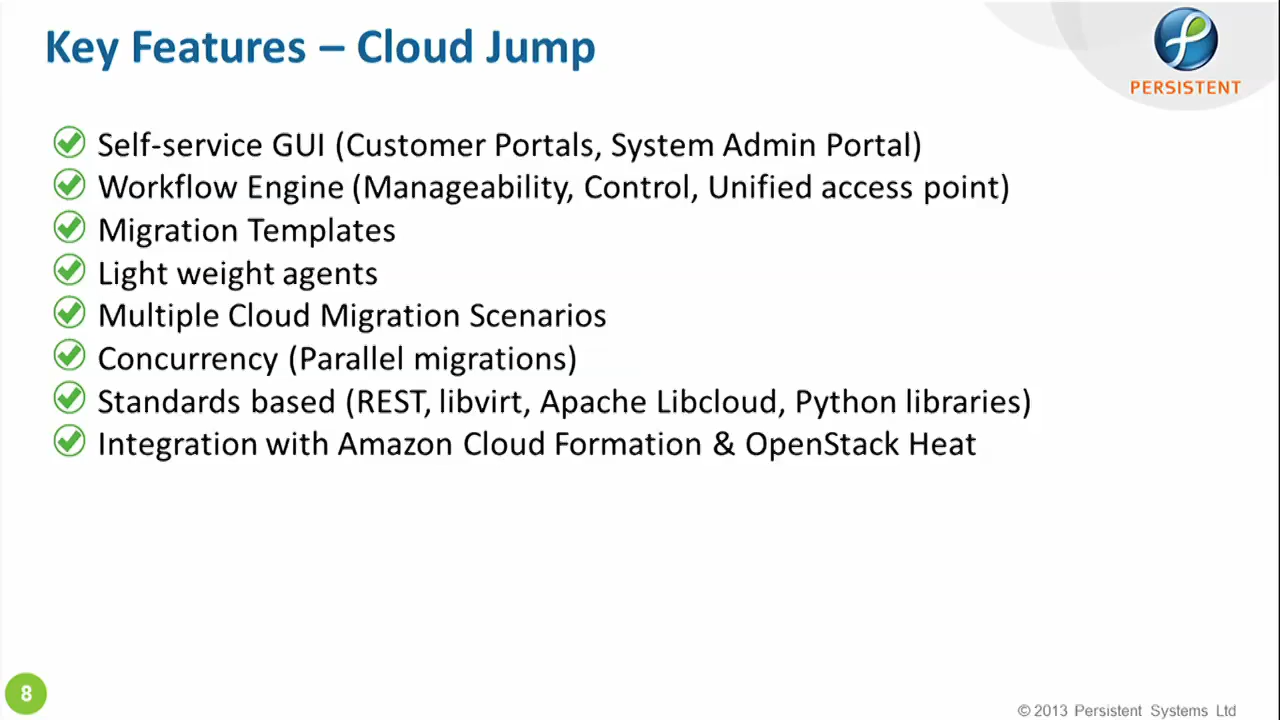 Key Features – Cloud Jump
PERSISTENT
Self-service GUI (Customer Portals, System Admin Portal)
Workflow Engine (Manageability, Control, Unified access point)
Migration Templates
Light weight agents
Multiple Cloud Migration Scenarios
Concurrency (Parallel migrations)
Standards based (REST, libvirt, Apache Libcloud, Python libraries)
Integration with Amazon Cloud Formation & OpenStack Heat
8
© 2013 Persistent Systems Ltd